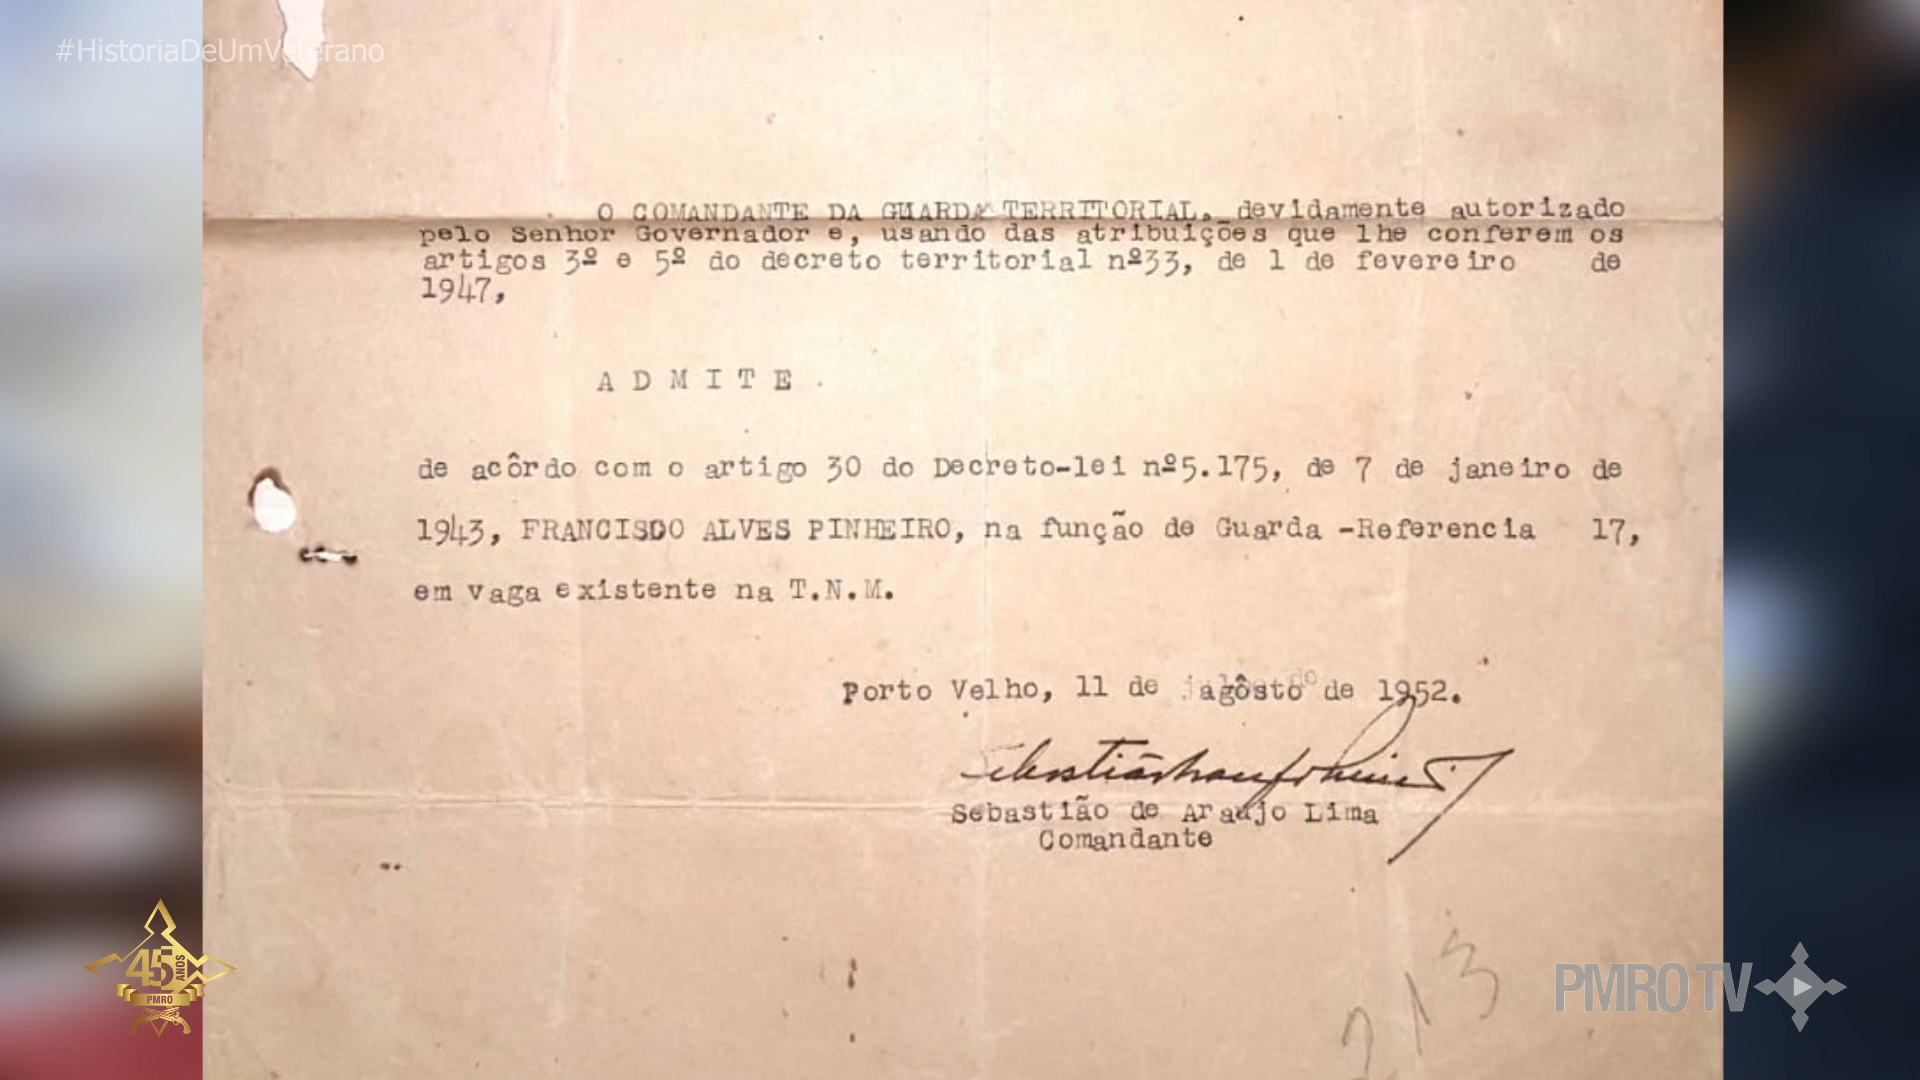 #HistoriaDeUmVeterano
O COMANDANTE DA GUARDA TERRITORIAL, devidamente autorizado
pelo Senhor Governador e, usando das atribuições que lhe conferem os
artigos 3º e 5º do decreto territorial nº33, de 1 de fevereiro de
1947,
A D M I T E .
de acôrdo com o artigo 30 do Decreto-lei nº5.175, de 7 de janeiro de
1943, FRANCISDO ALVES PINHEIRO, na função de Guarda -Referencia 17,
em vaga existente na T.N.M.
Porto Velho, 11 de agôsto de 1952.
Sebastião de Araujo Lima
Comandante
213
45 ANOS
PMRO
PMRO TV